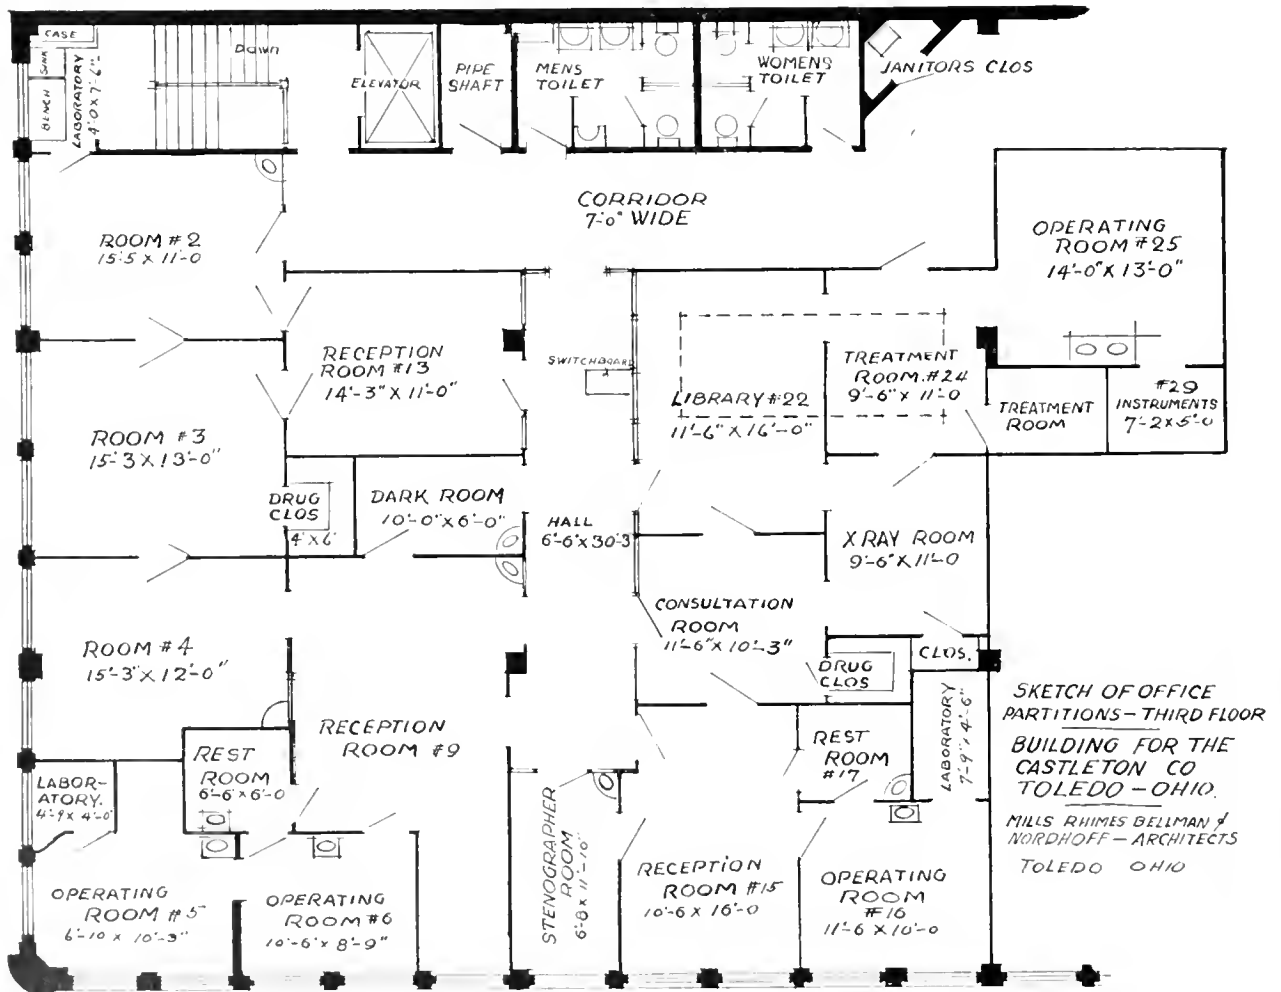 CASE
SINK
BENCH
LABORATORY
4'-0 X 7'-6"
Down
ELEVATOR
PIPE
SHAFT
MENS
TOILET
WOMENS
TOILET
JANITORS CLOS
CORRIDOR
7'-0" WIDE
ROOM #2
15'-5 X 11'-0
OPERATING
ROOM #25
14'-0" X 13'-0"
RECEPTION
ROOM #13
14'-3" X 11'-0"
SWITCHBOARD
LIBRARY #22
11'-6" X 16'-0"
TREATMENT
ROOM #24
9'-6" X 11'-0
TREATMENT
ROOM
#29
INSTRUMENTS
7'-2 X 5'-0
ROOM #3
15'-3 X 13'-0"
DRUG
CLOS
4' X 6'
DARK ROOM
10'-0" X 6'-0"
HALL
6'-6" X 30'-3
X RAY ROOM
9'-6" X 11'-0
CONSULTATION
ROOM
11'-6" X 10'-3"
ROOM #4
15'-3" X 12'-0"
DRUG
CLOS
CLOS.
LABORATORY
7'-9" X 4'-6"
RECEPTION
ROOM #9
REST
ROOM
6'-6 X 6'-0
LABOR-
ATORY.
4'-9 X 4'-0"
REST
ROOM
#17
STENOGRAPHER
ROOM
6'-8 X 11'-10"
OPERATING
ROOM #5
6'-10 X 10'-3"
OPERATING
ROOM #6
10'-6" X 8'-9"
RECEPTION
ROOM #15
10'-6 X 16'-0
OPERATING
ROOM
#16
11'-6 X 10'-0
SKETCH OF OFFICE
PARTITIONS - THIRD FLOOR
BUILDING FOR THE
CASTLETON CO
TOLEDO - OHIO.
MILLS RHIMES BELLMAN &
NORDHOFF - ARCHITECTS
TOLEDO OHIO